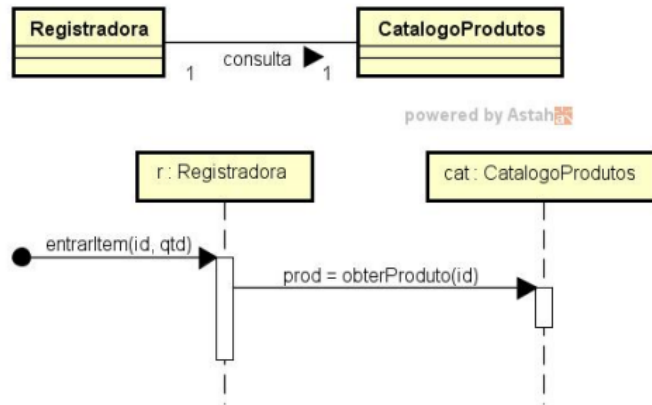 Registradora
CatalogoProdutos
consulta
1
1
powered by Astah
r : Registradora
cat : CatalogoProdutos
entrarItem(id, qtd)
prod = obterProduto(id)